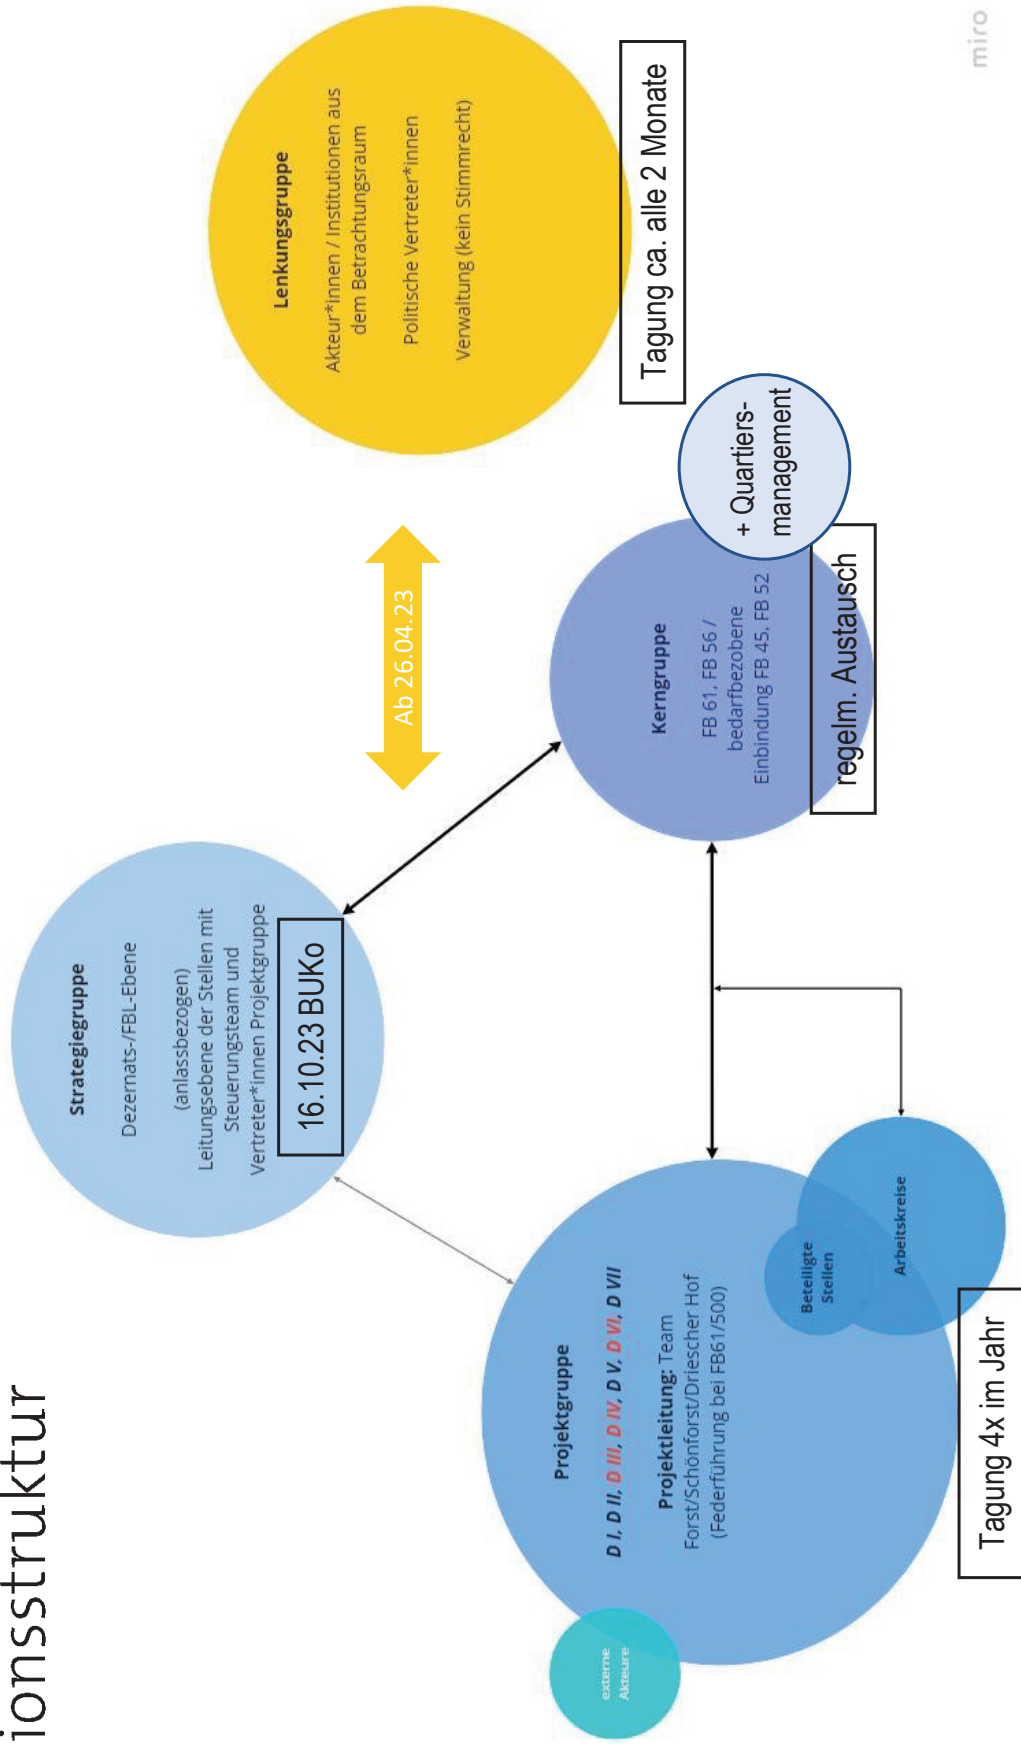 ionsstruktur
Strategiegruppe
Dezernats-/FBL-Ebene
(anlassbezogen)
Leitungsebene der Stellen mit
Steuerungsteam und
Vertreter*innen Projektgruppe
16.10.23 BUKo
Lenkungsgruppe
Akteur*innen / Institutionen aus
dem Betrachtungsraum
Politische Vertreter*innen
Verwaltung (kein Stimmrecht)
Tagung ca. alle 2 Monate
Ab 26.04.23
Projektgruppe
D I, D II, D III, D IV, D V, D VI, D VII
Projektleitung: Team
Forst/Schönforst/Driescher Hof
(Federführung bei FB61/500)
externe
Akteure
Beteiligte
Stellen
Arbeitskreise
Tagung 4x im Jahr
Kerngruppe
FB 61, FB 56 /
bedarfbezobene
Einbindung FB 45, FB 52
+ Quartiers-
management
regelm. Austausch
miro